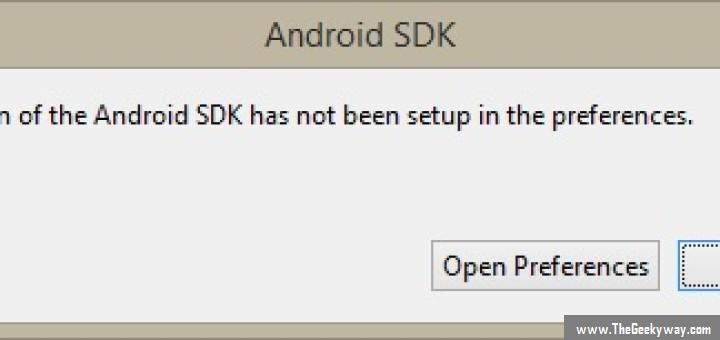 Android SDK
n of the Android SDK has not been setup in the preferences.
Open Preferences
www.TheGeekyway.com